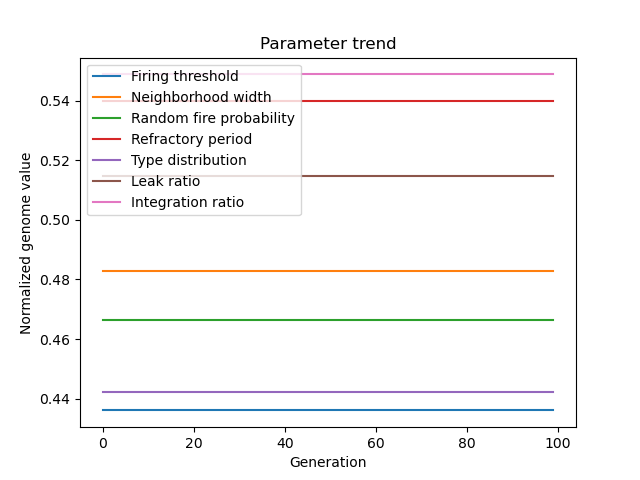 Parameter trend
Firing threshold
Neighborhood width
Random fire probability
Refractory period
Type distribution
Leak ratio
Integration ratio
Normalized genome value
0.54
0.52
0.50
0.48
0.46
0.44
0 20 40 60 80 100
Generation